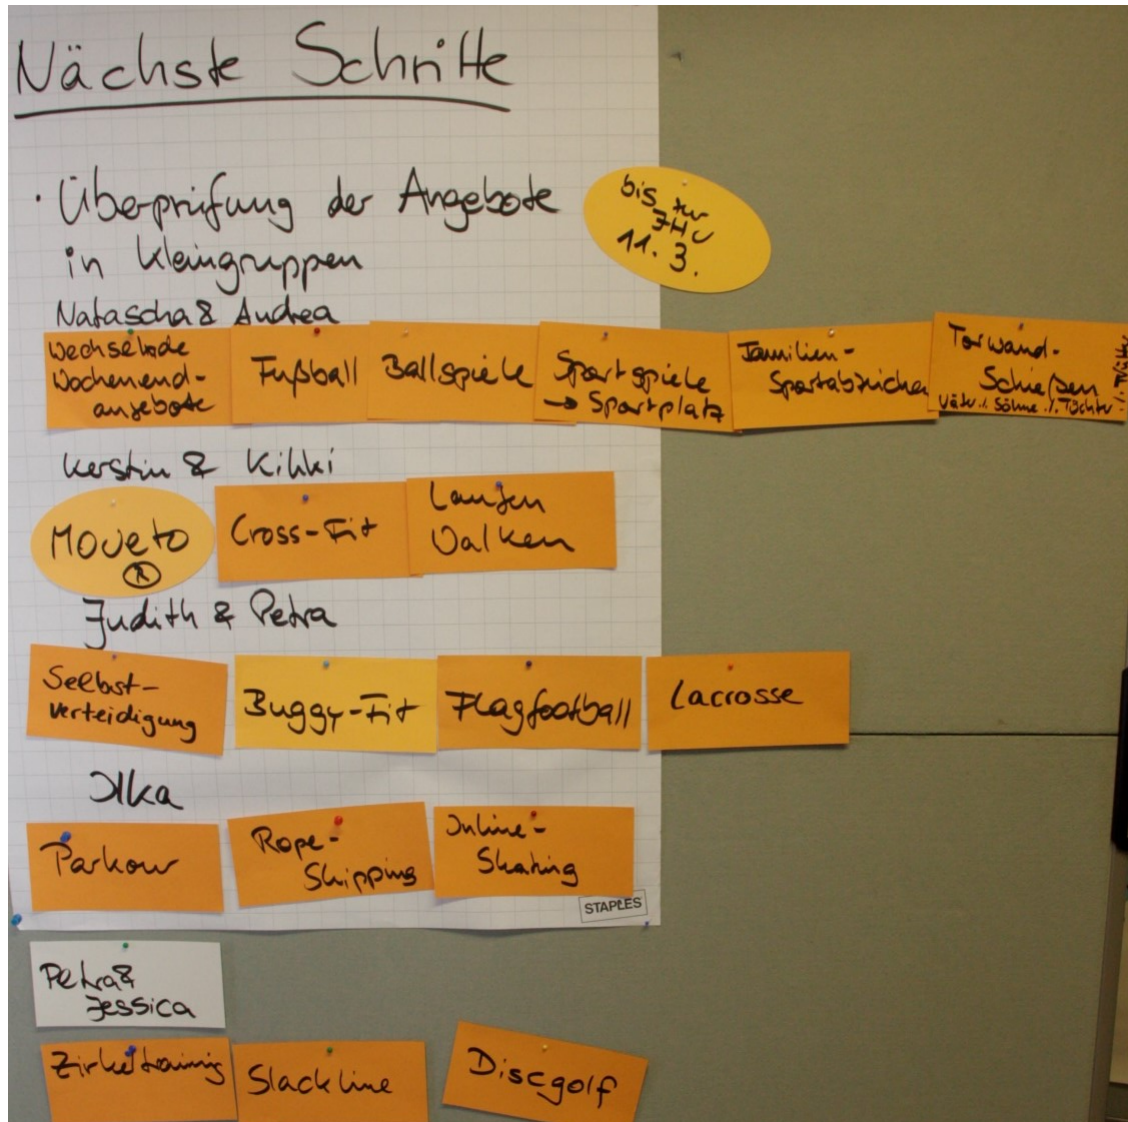 Nächste Schritte
· Überprüfung der Angebote
in Kleingruppen
bis zur
JHV
11. 3.
Natascha & Andrea
Wechselnde
Wochenend-
angebote
Fußball
Ballspiele
Sportspiele
→ Sportplatz
Familien-
Sportabzeichen
Torwand-
Schießen
Väter ./. Söhne ./. Töchter
Kerstin & Kikki
Moveto
R
Cross-Fit
Laufen
Walken
Judith & Petra
Selbst-
verteidigung
Buggy-Fit
Flagfootball
Lacrosse
Ilka
Parkour
Rope-
Skipping
Inline-
Skating
STAPLES
Petra &
Jessica
Zirkeltraining
Slackline
Discgolf